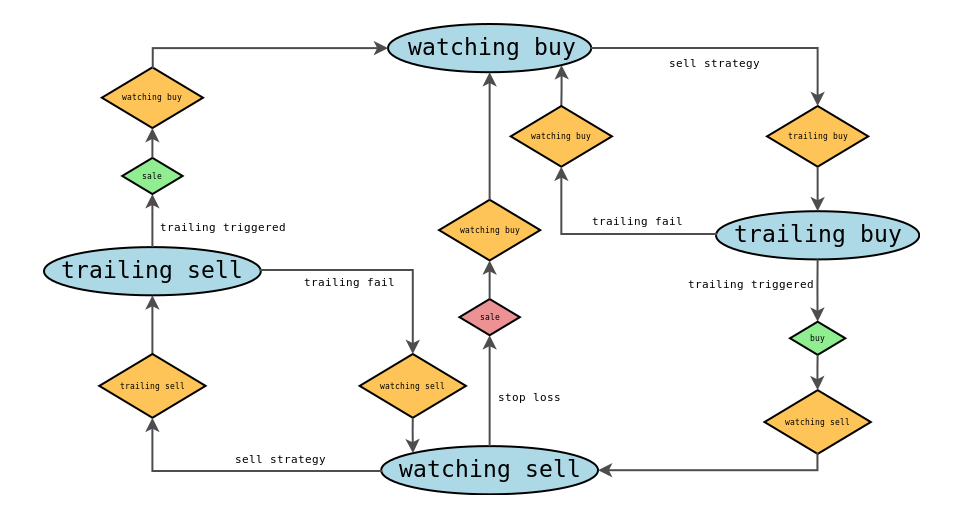 watching buy
sell strategy
watching buy
trailing buy
watching buy
sale
trailing fail
trailing triggered
watching buy
trailing buy
trailing sell
trailing fail
trailing triggered
sale
buy
trailing sell
watching sell
stop loss
watching sell
sell strategy
watching sell